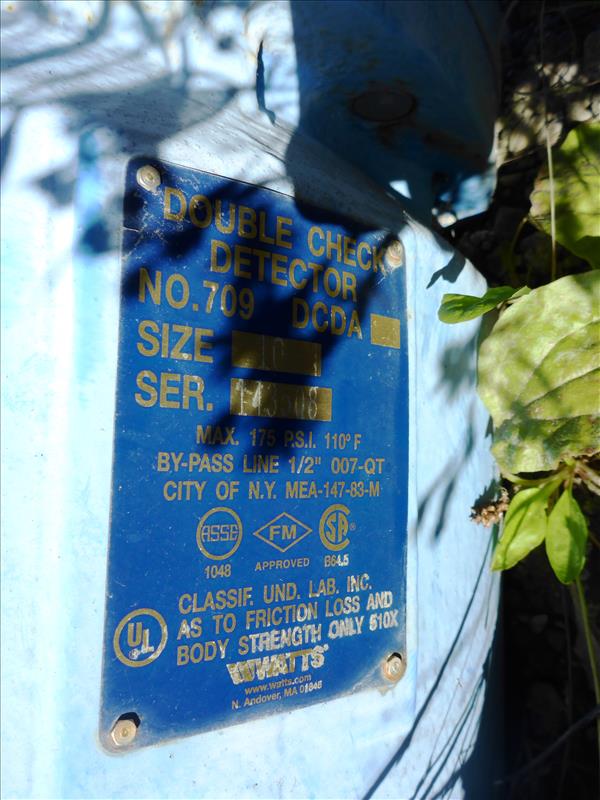 DOUBLE CHECK
DETECTOR
NO. 709 DCDA
SIZE 10
SER.
MAX. 175 P.S.I. 110° F
BY-PASS LINE 1/2" 007-QT
CITY OF N.Y. MEA-147-83-M
ASSE FM SA®
1048 APPROVED B64.5
CLASSIF. UND. LAB. INC.
UL AS TO FRICTION LOSS AND
BODY STRENGTH ONLY 510X
WATTS®
www.watts.com
N. Andover, MA 01845